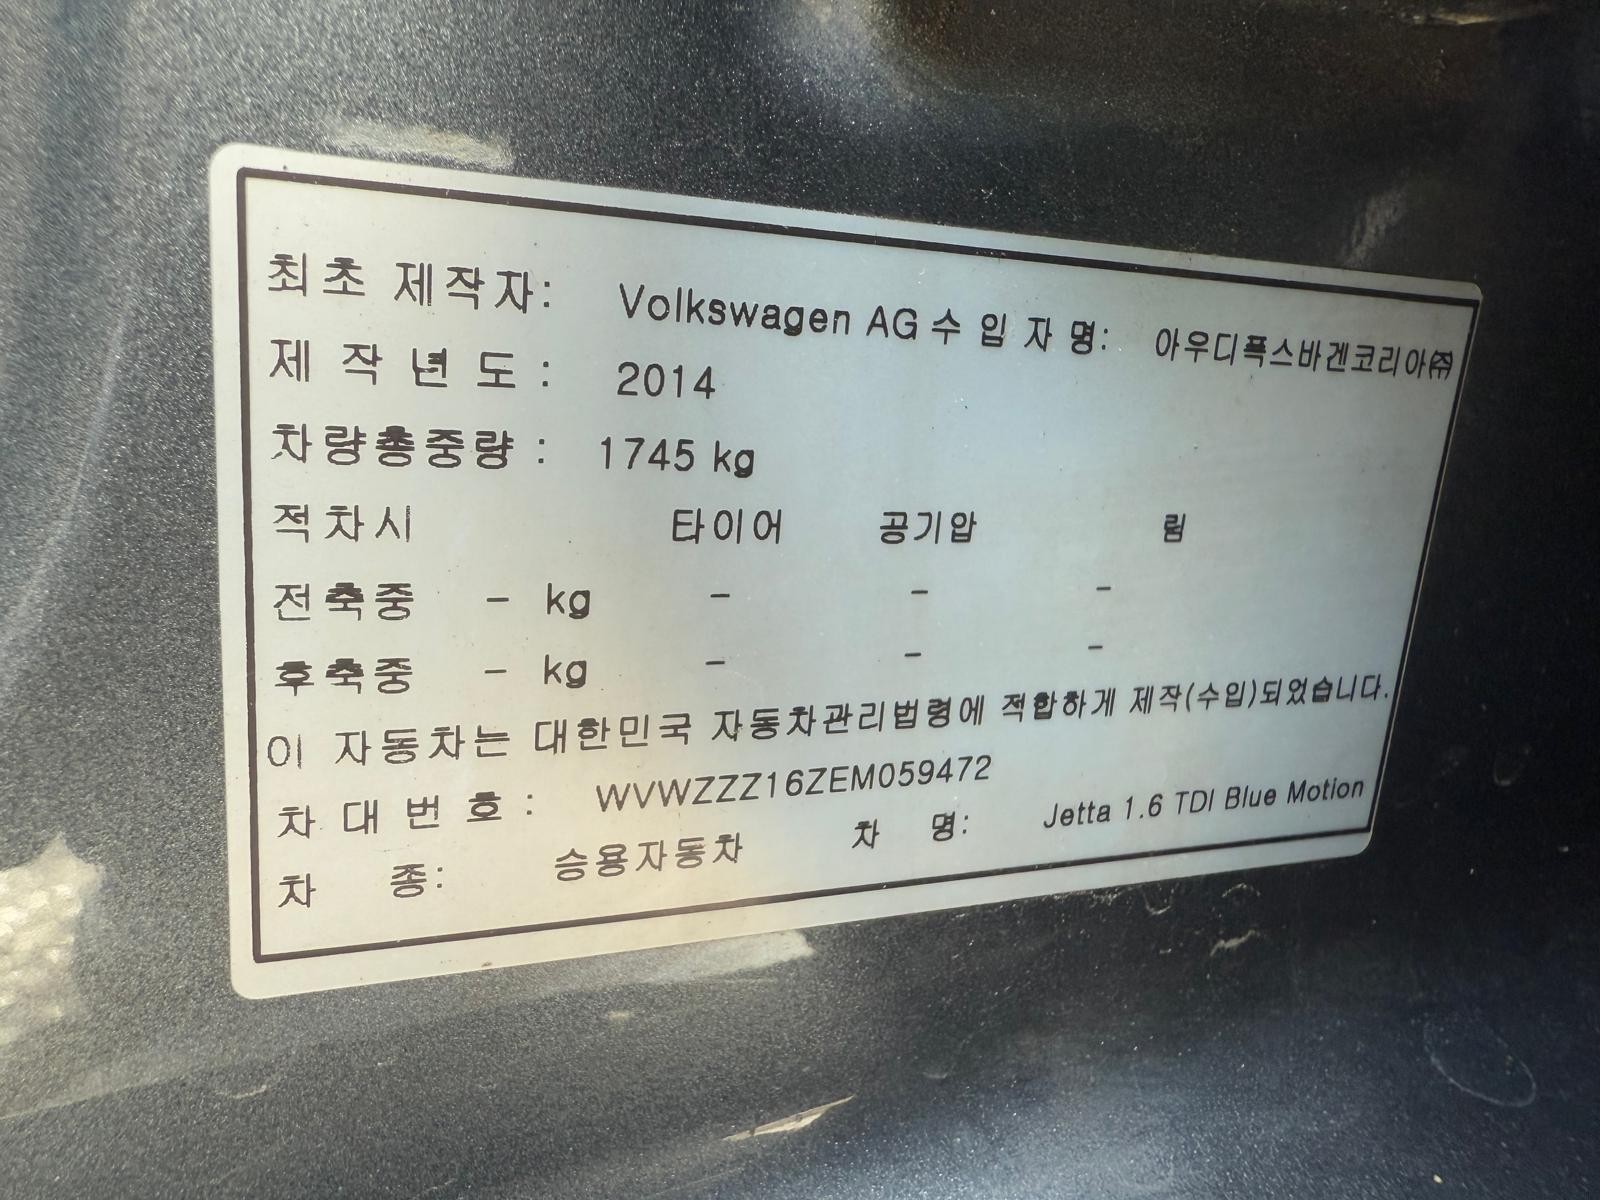 최초 제작자: Volkswagen AG 수 입 자 명: 아우디폭스바겐코리아㈜
제 작 년 도 : 2014
차량총중량 : 1745 kg
적차시 타이어 공기압 림
전축중 - kg - - -
후축중 - kg - - -
이 자동차는 대한민국 자동차관리법령에 적합하게 제작(수입)되었습니다.
차 대 번 호 : WVWZZZ16ZEM059472
차 종: 승용자동차 차 명: Jetta 1.6 TDI Blue Motion